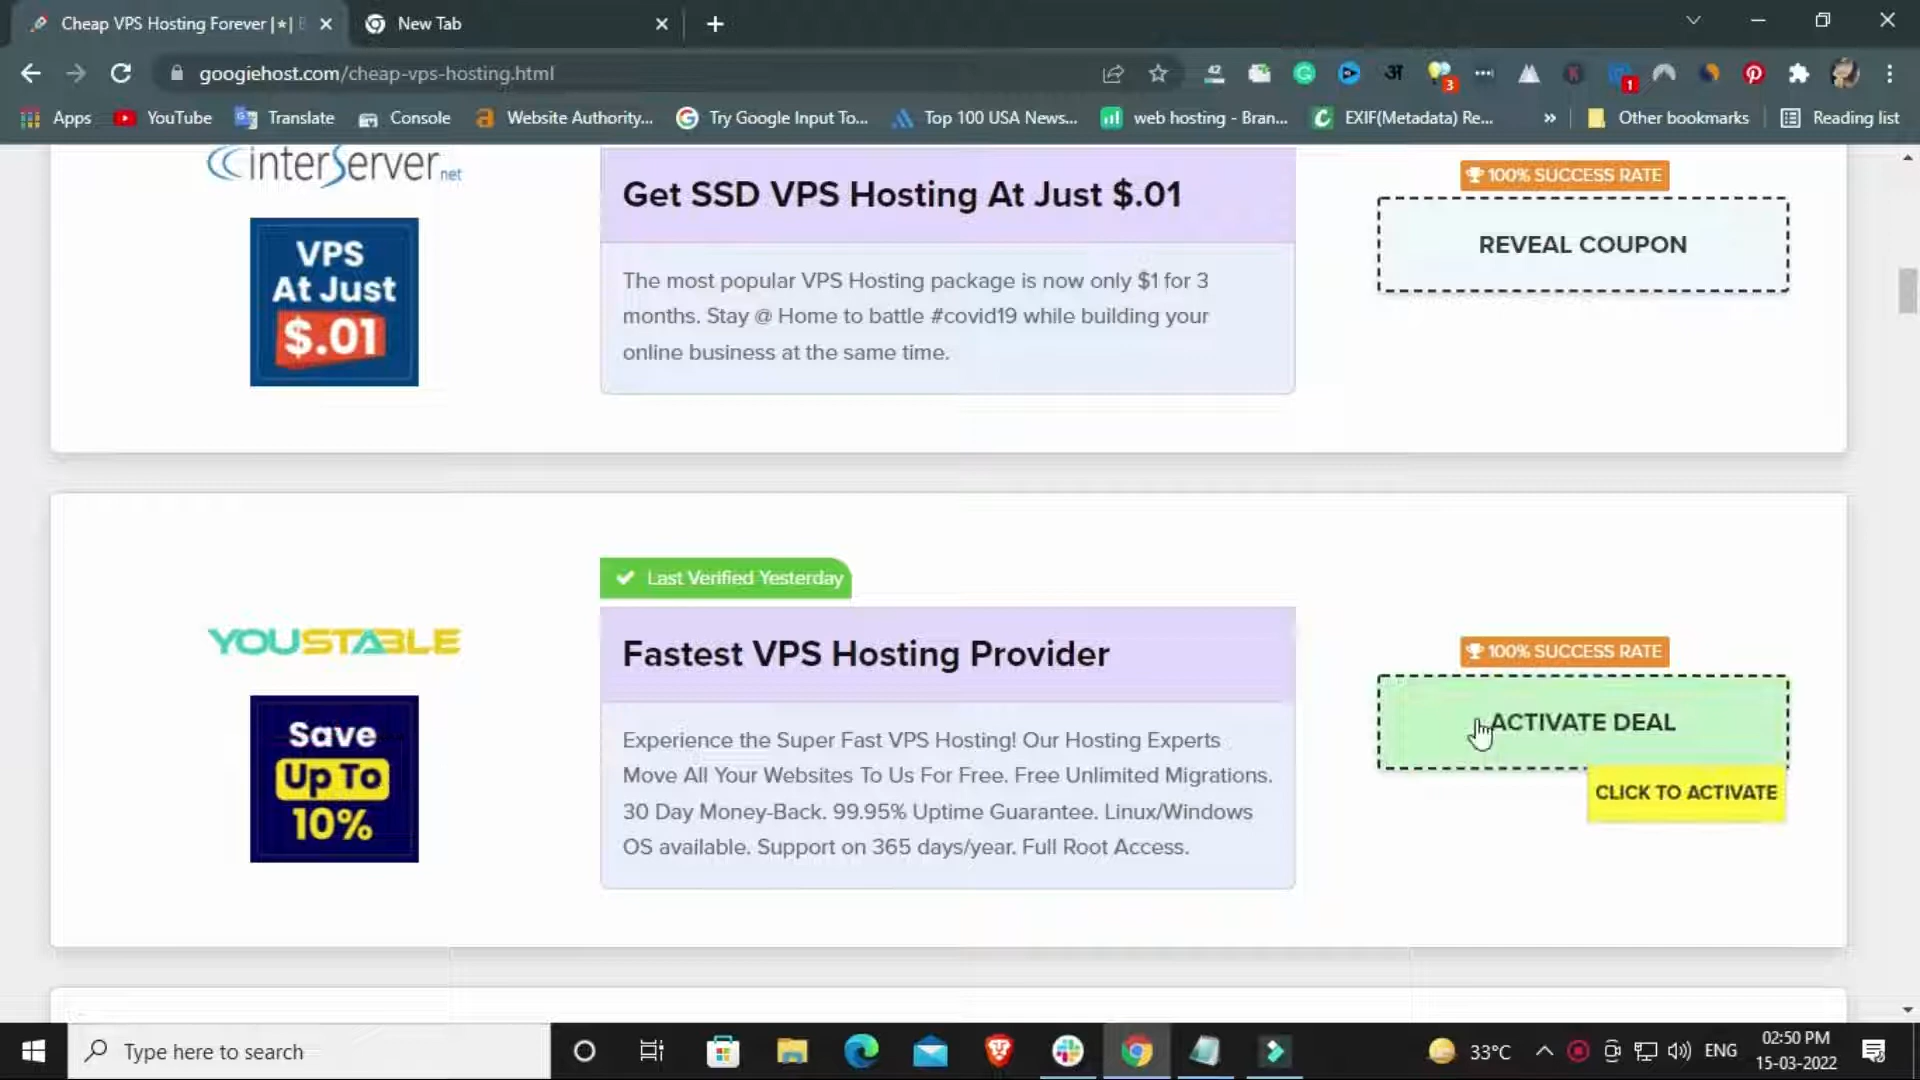 Cheap VPS Hosting Forever |★|
New Tab
googiehost.com/cheap-vps-hosting.html
42
अ
3
1
Apps
YouTube
Translate
Console
Website Authority...
Try Google Input To...
Top 100 USA News...
web hosting - Bran...
EXIF(Metadata) Re...
»
Other bookmarks
Reading list
interServer.net
VPS
At Just
$.01
Get SSD VPS Hosting At Just $.01
The most popular VPS Hosting package is now only $1 for 3
months. Stay @ Home to battle #covid19 while building your
online business at the same time.
100% SUCCESS RATE
REVEAL COUPON
Last Verified Yesterday
YOUSTABLE
Save
Up To
10%
Fastest VPS Hosting Provider
Experience the Super Fast VPS Hosting! Our Hosting Experts
Move All Your Websites To Us For Free. Free Unlimited Migrations.
30 Day Money-Back. 99.95% Uptime Guarantee. Linux/Windows
OS available. Support on 365 days/year. Full Root Access.
100% SUCCESS RATE
ACTIVATE DEAL
CLICK TO ACTIVATE
Type here to search
33°C
ENG
02:50 PM
15-03-2022